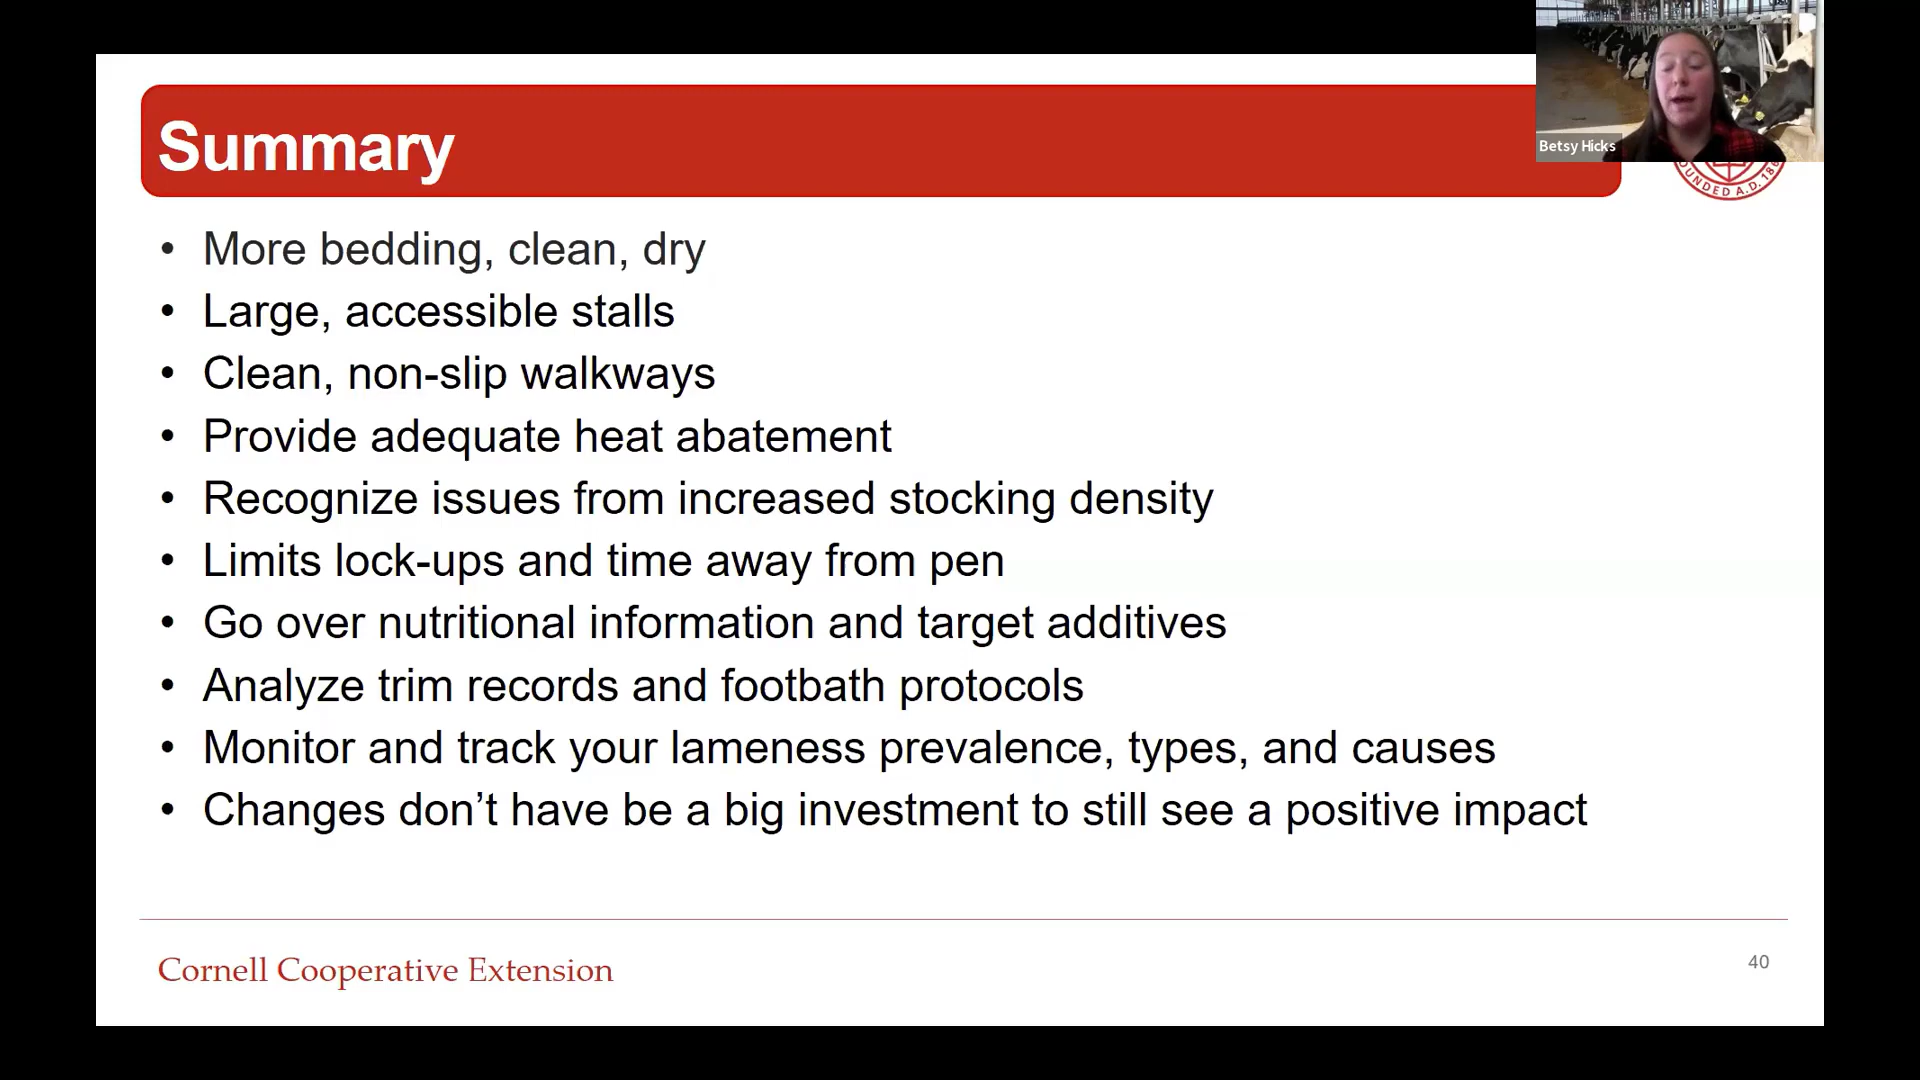 Summary
Betsy Hicks
OUNDED A.D. 186
• More bedding, clean, dry
• Large, accessible stalls
• Clean, non-slip walkways
• Provide adequate heat abatement
• Recognize issues from increased stocking density
• Limits lock-ups and time away from pen
• Go over nutritional information and target additives
• Analyze trim records and footbath protocols
• Monitor and track your lameness prevalence, types, and causes
• Changes don’t have be a big investment to still see a positive impact
Cornell Cooperative Extension
40